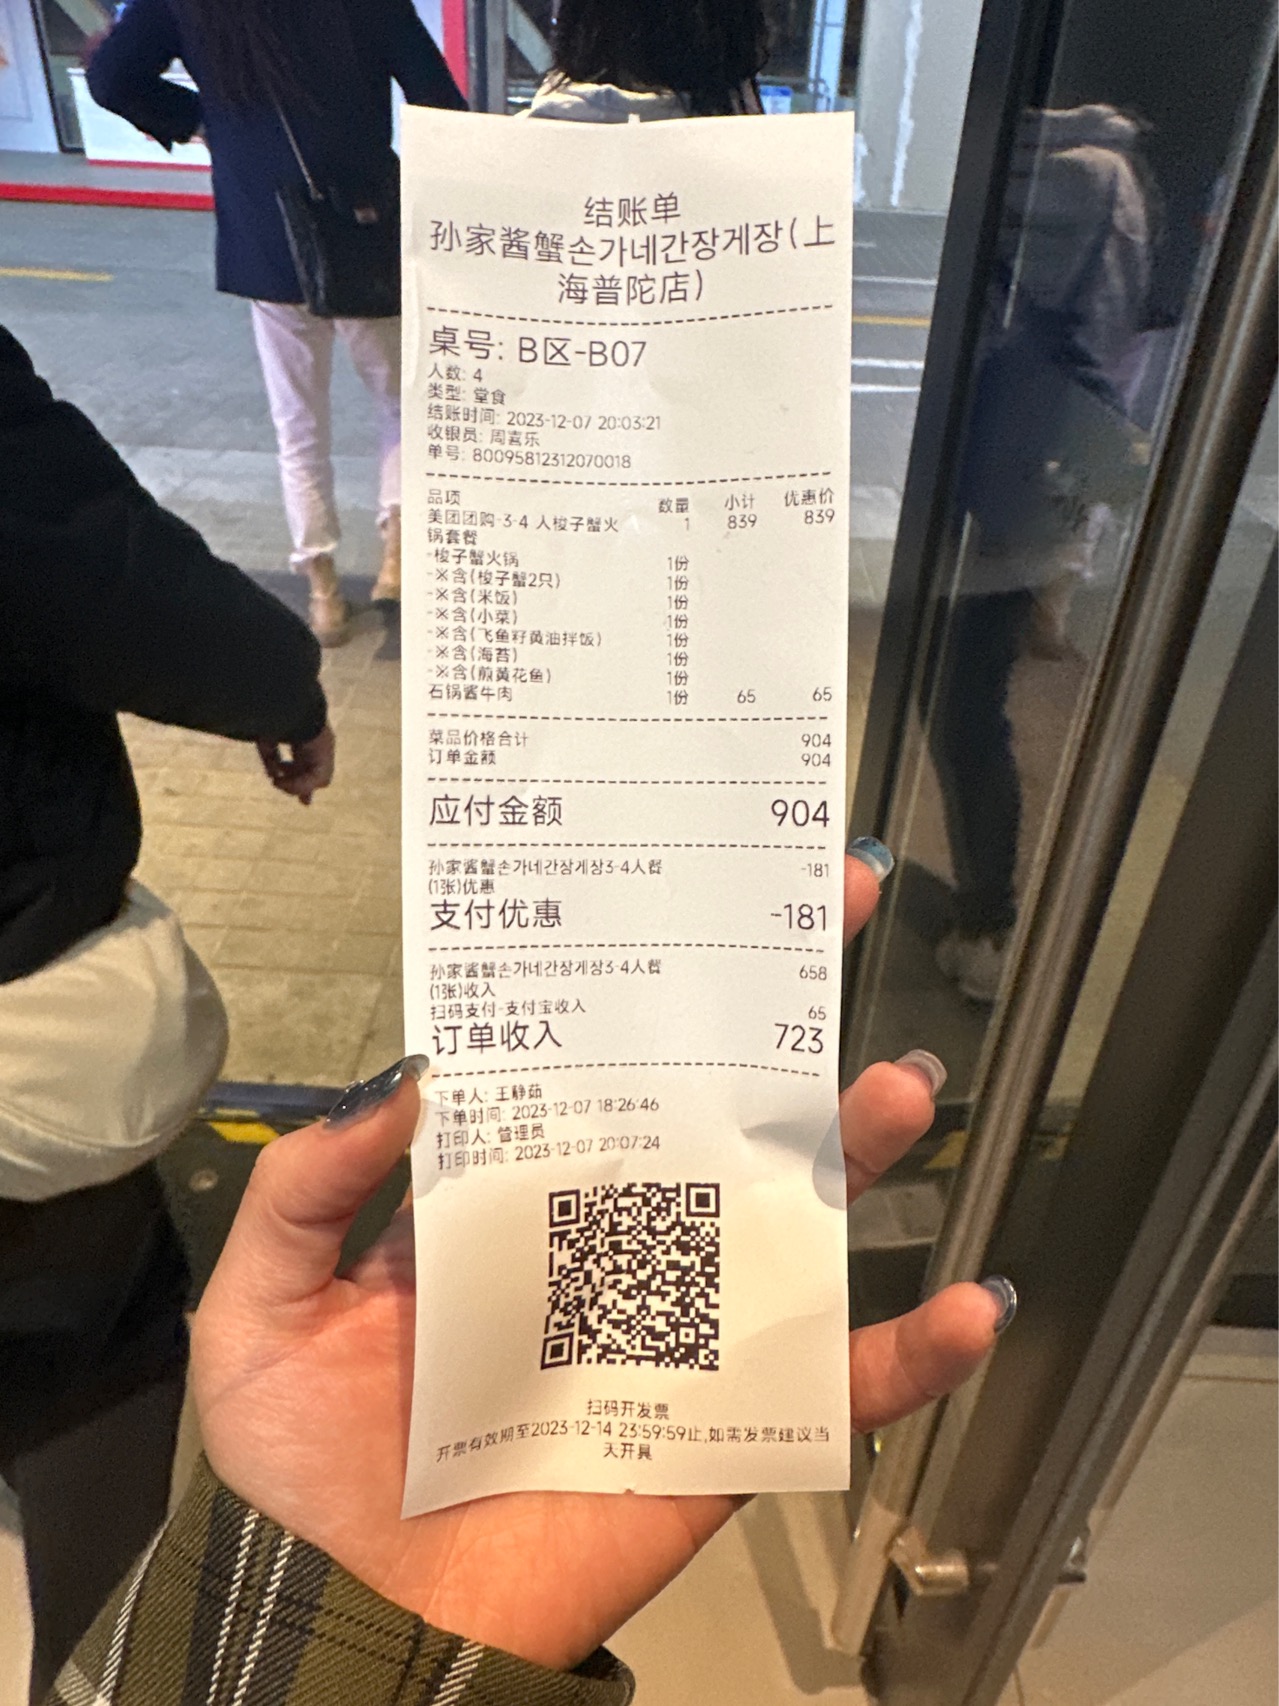 结账单
孙家酱蟹손가네간장게장(上
海普陀店)
桌号: B区-B07
人数: 4
类型: 堂食
结账时间: 2023-12-07 20:03:21
收银员: 周喜乐
单号: 80095812312070018
品项 数量 小计 优惠价
美团团购-3-4 人梭子蟹火 1 839 839
锅套餐
-梭子蟹火锅 1份
-※含(梭子蟹2只) 1份
-※含(米饭) 1份
-※含(小菜) 1份
-※含(飞鱼籽黄油拌饭) 1份
-※含(海苔) 1份
-※含(煎黄花鱼) 1份
石锅酱牛肉 1份 65 65
菜品价格合计 904
订单金额 904
应付金额 904
孙家酱蟹손가네간장게장3-4人餐 -181
(1张)优惠
支付优惠 -181
孙家酱蟹손가네간장게장3-4人餐 658
(1张)收入
扫码支付-支付宝收入 65
订单收入 723
下单人: 王静茹
下单时间: 2023-12-07 18:26:46
打印人: 管理员
打印时间: 2023-12-07 20:07:24
扫码开发票
开票有效期至2023-12-14 23:59:59止,如需发票建议当
天开具